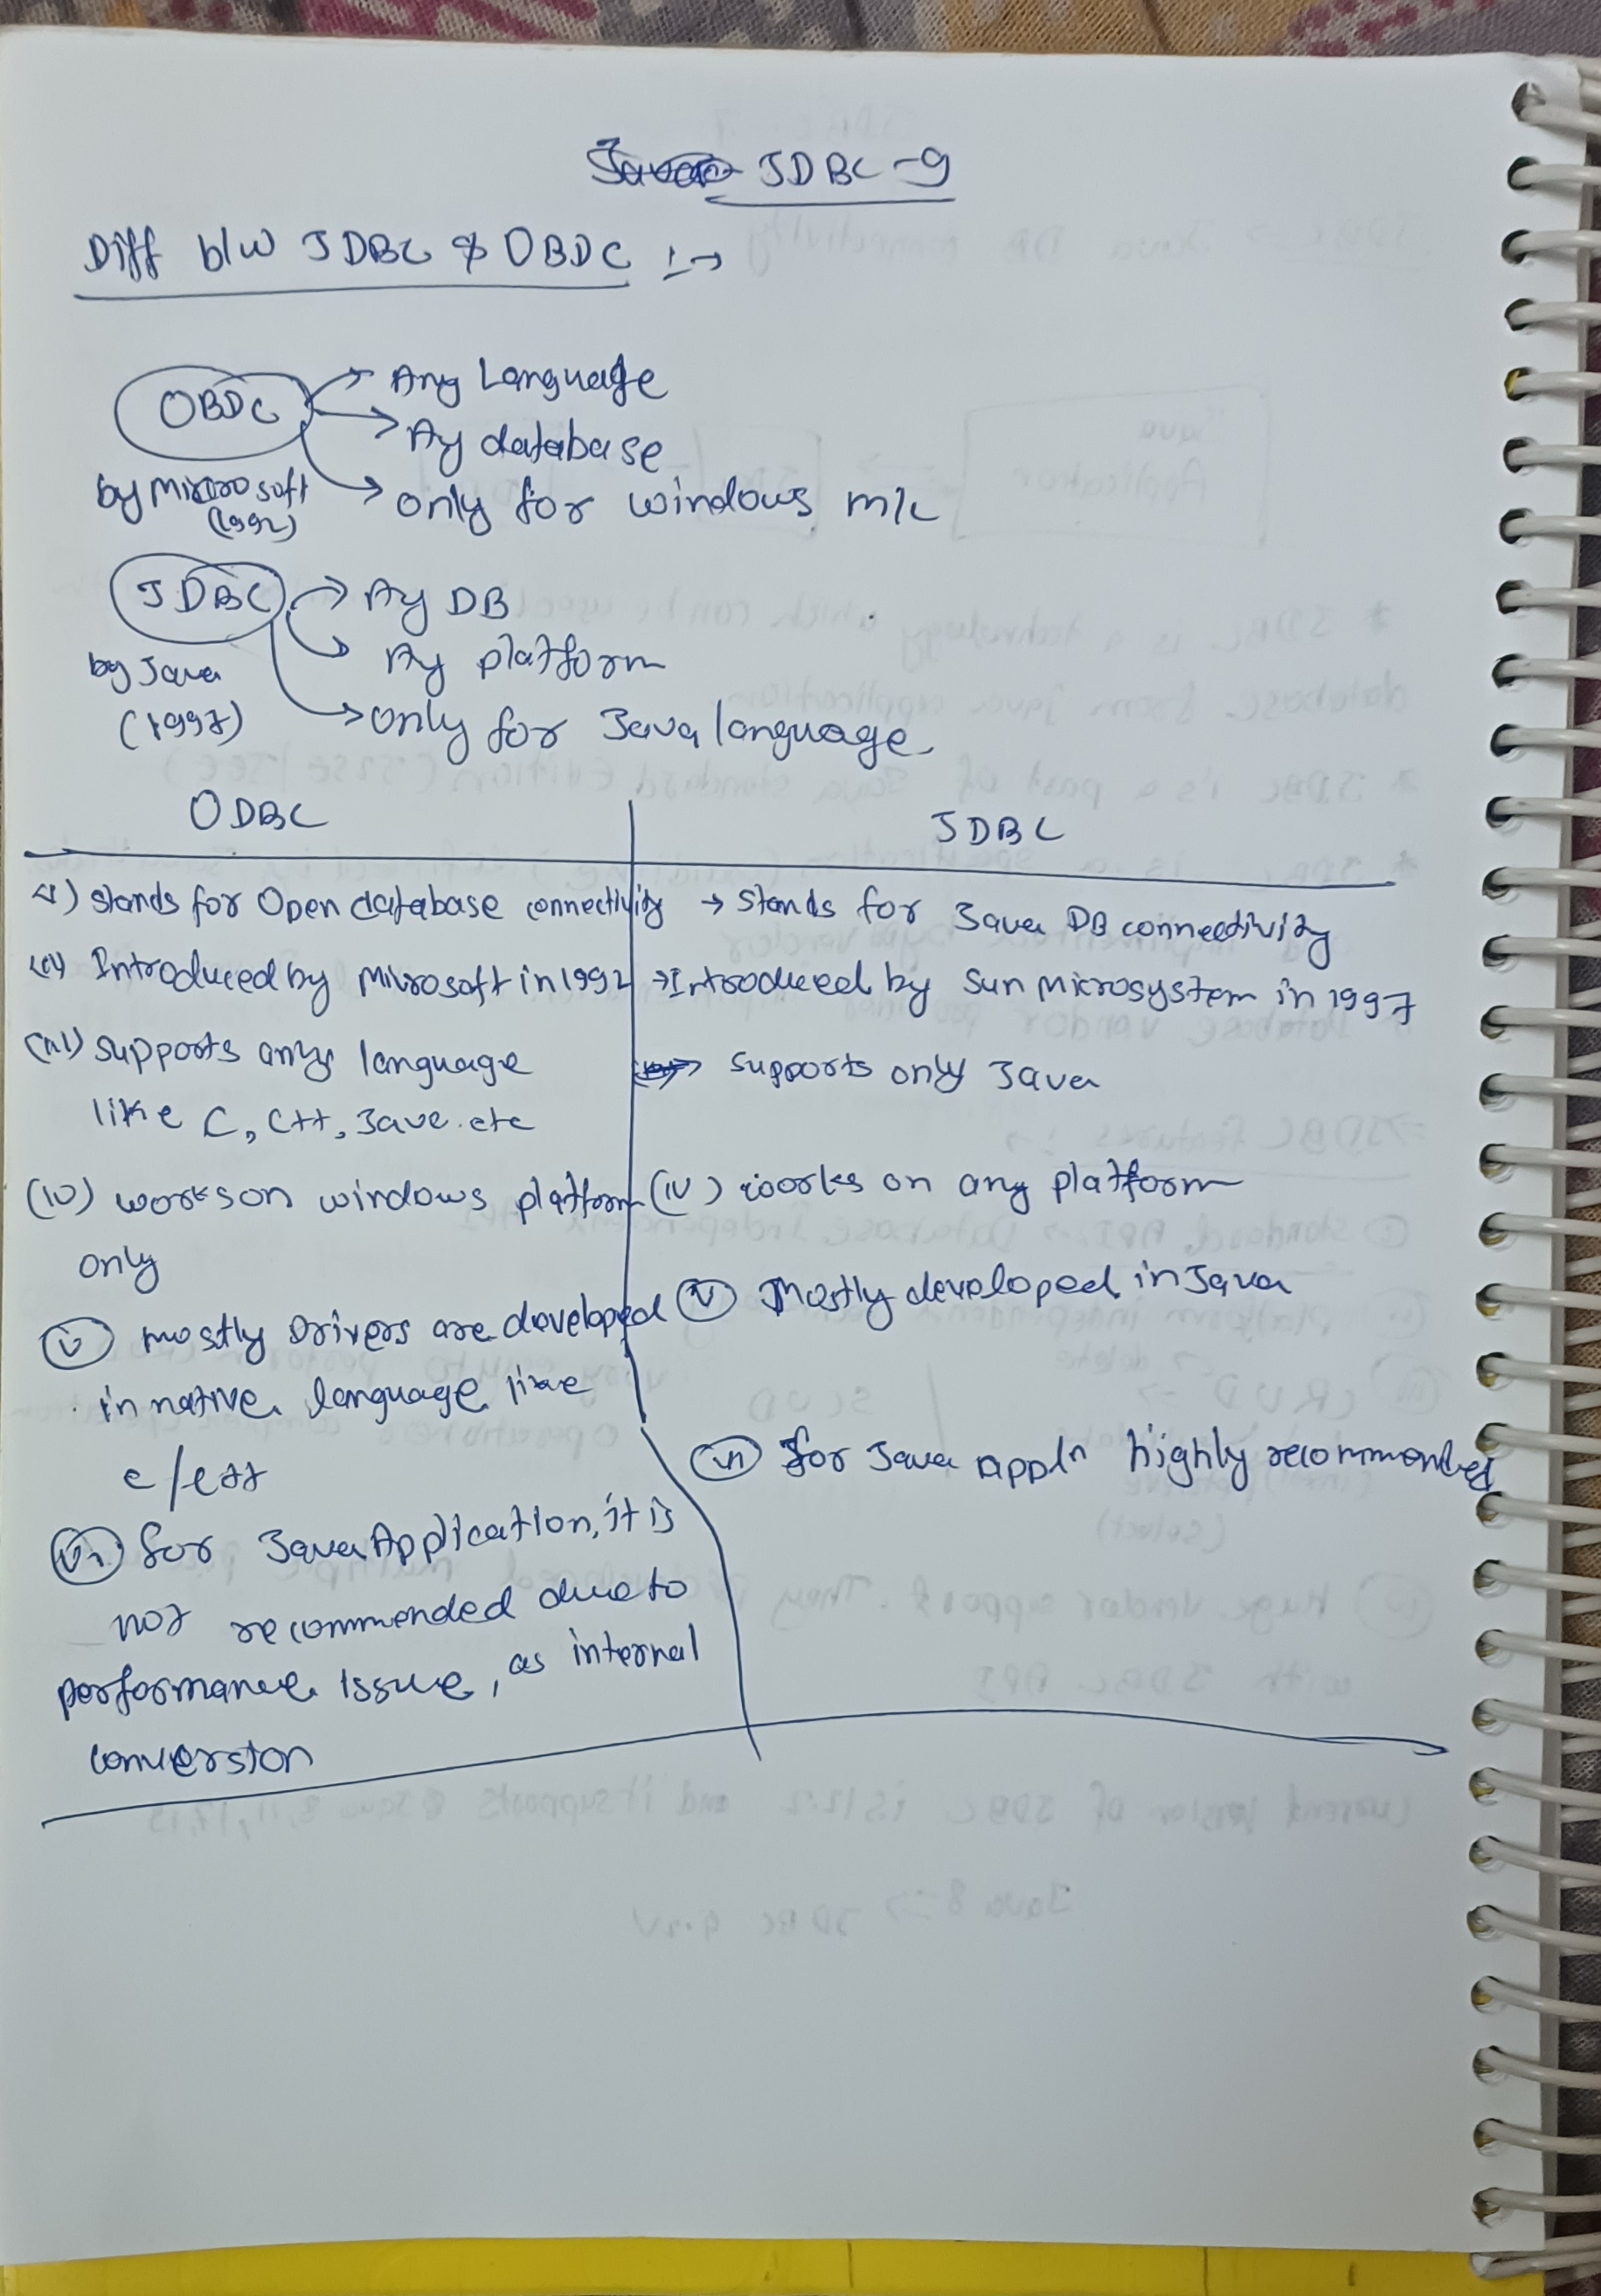 JDBC-9
Diff b/w JDBC & OBDC :->
OBDC
-> Any Language
-> Ay database
by Microsoft
(1992)
-> only for windows m/c
JDBC
-> Ay DB
-> Ay platform
by Java
(1997)
-> only for Java language
ODBC
JDBC
(i) stands for Open database connectivity
-> Stands for Java DB connectivity
(ii) Introduced by Microsoft in 1992
-> Introduced by Sun Microsystem in 1997
(iii) supports any language
like C, C++, Java. etc
supports only Java
(iv) works on windows platform
only
(iv) works on any platform
(v) mostly Drivers are developed
in native language like
c/c++
(v) Mostly developed in Java
(vi) for Java Application, it is
not recommended due to
performance issue, as internal
conversion
(vi) for Java appln highly recommended